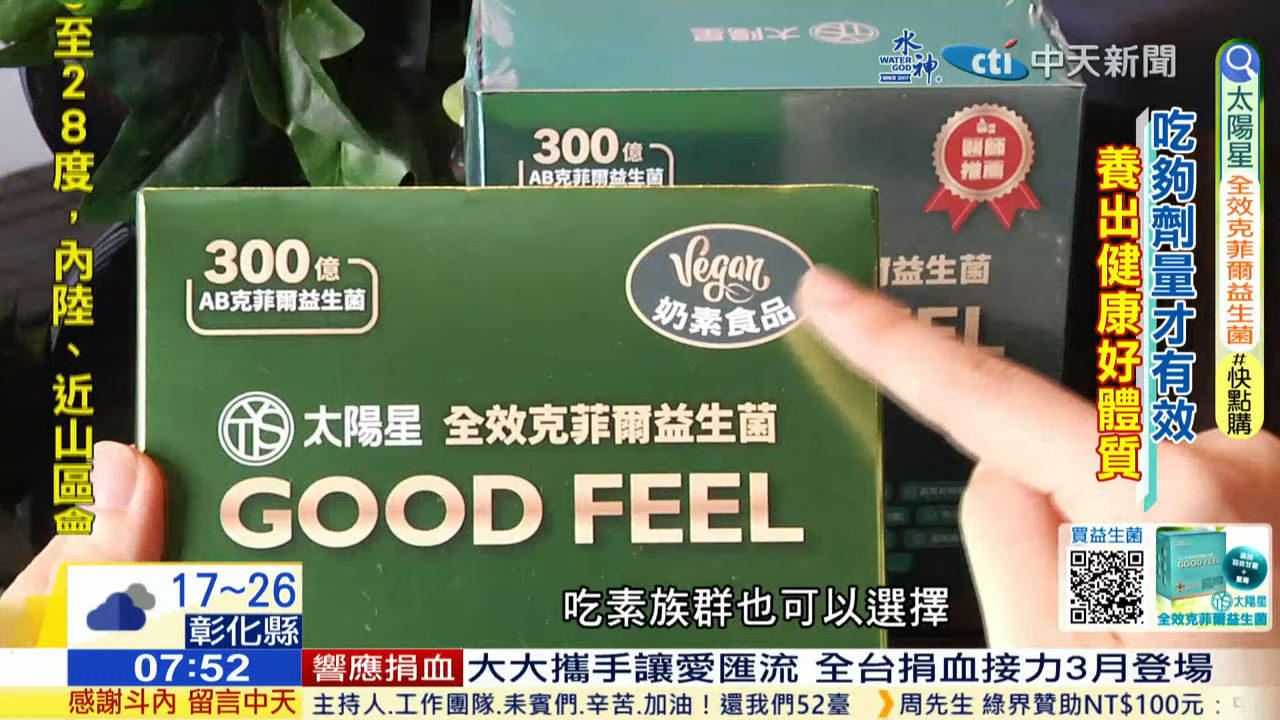 至28度，內陸、近山區會
太陽星
水神
WATER GOD
SINCE 2007
cti 中天新聞
300億
AB克菲爾益生菌
醫師
推薦
爾益生菌
FEEL
300億
AB克菲爾益生菌
Vegan
奶素食品
TYS 太陽星 全效克菲爾益生菌
GOOD FEEL
吃夠劑量才有效
養出健康好體質
太陽星 全效克菲爾益生菌 #快點購
買益生菌
GOOD FEEL
太陽星
全效克菲爾益生菌
吃素族群也可以選擇
17~26
彰化縣
07:52
響應捐血 大大攜手讓愛匯流 全台捐血接力3月登場
感謝斗內 留言中天 主持人.工作團隊.來賓們.辛苦.加油！還我們52臺 周先生 綠界贊助NT$100元：